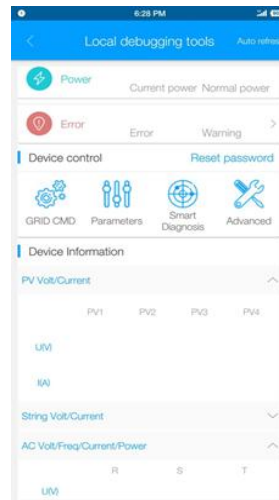 6:28 PM
Local debugging tools
Auto refres
Power
Current power Normal power
Error
Error Warning
Device control Reset password
GRID CMD Parameters Smart Diagnosis Advanced
Device Information
PV Volt/Current
PV1 PV2 PV3 PV4
U(V)
I(A)
String Volt/Current
AC Volt/Freq/Current/Power
R S T
U(V)